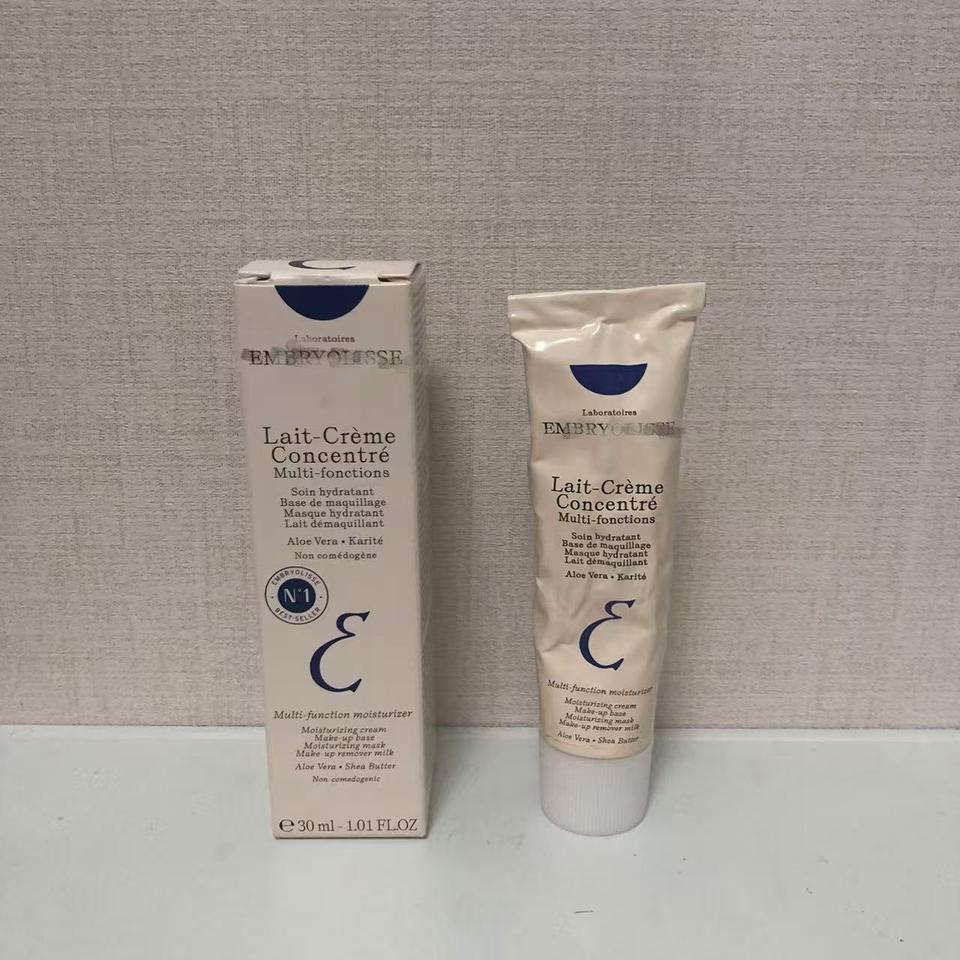 Laboratoires
EMBRYOLISSE
Lait-Crème
Concentré
Multi-fonctions
Soin hydratant
Base de maquillage
Masque hydratant
Lait démaquillant
Aloe Vera • Karité
Non comédogène
EMBRYOLISSE
N°1
BEST-SELLER
Multi-function moisturizer
Moisturizing cream
Make-up base
Moisturizing mask
Make-up remover milk
Aloe Vera • Shea Butter
Non comedogenic
℮ 30 ml - 1.01 FL.OZ
Laboratoires
EMBRYOLISSE
Lait-Crème
Concentré
Multi-fonctions
Soin hydratant
Base de maquillage
Masque hydratant
Lait démaquillant
Aloe Vera • Karité
Multi-function moisturizer
Moisturizing cream
Make-up base
Moisturizing mask
Make-up remover milk
Aloe Vera • Shea Butter